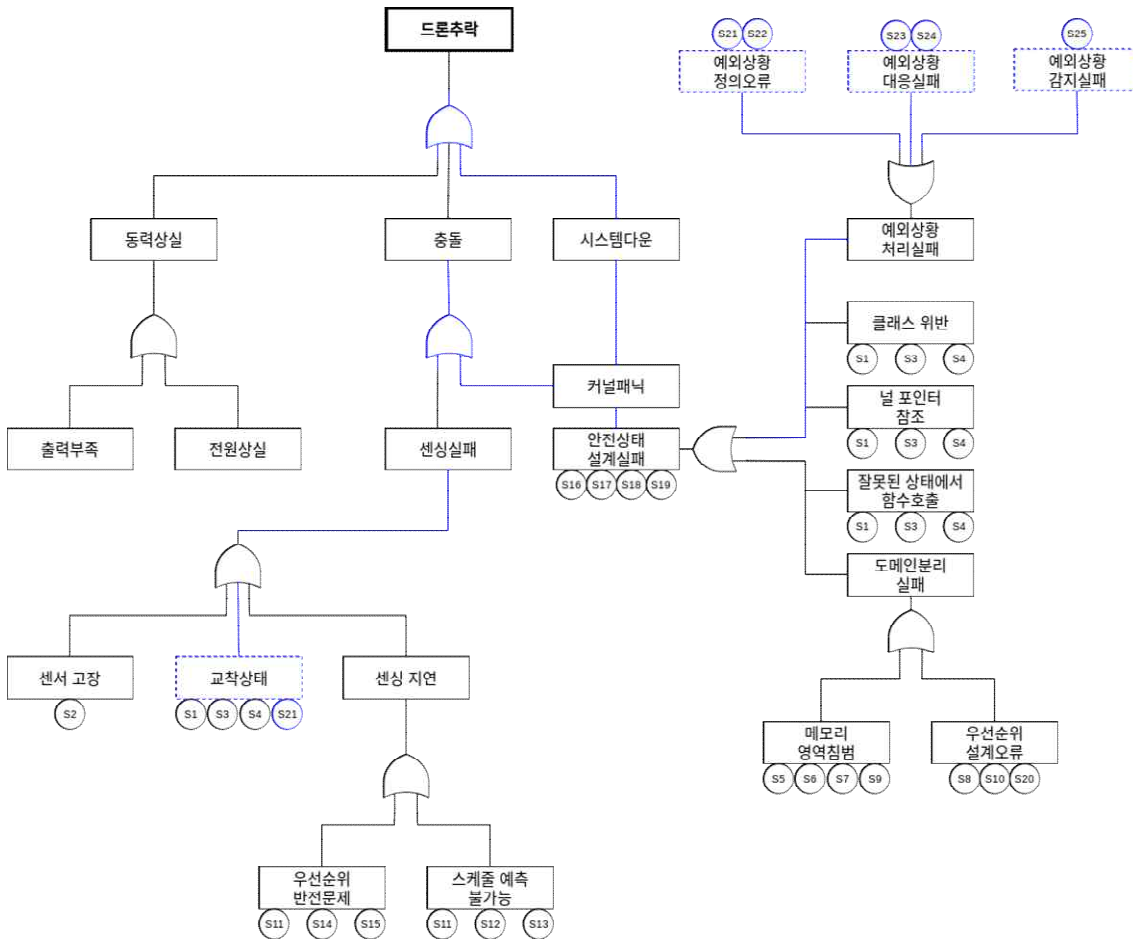 드론추락
S21 S22
예외상황
정의오류
S23 S24
예외상황
대응실패
S25
예외상황
감지실패
동력상실
충돌
시스템다운
예외상황
처리실패
클래스 위반
S1 S3 S4
커널패닉
널 포인터
참조
S1 S3 S4
출력부족
전원상실
센싱실패
안전상태
설계실패
S16 S17 S18 S19
잘못된 상태에서
함수호출
S1 S3 S4
도메인분리
실패
센서 고장
S2
교착상태
S1 S3 S4 S21
센싱 지연
메모리
영역침범
S5 S6 S7 S9
우선순위
설계오류
S8 S10 S20
우선순위
반전문제
S11 S14 S15
스케줄 예측
불가능
S11 S12 S13